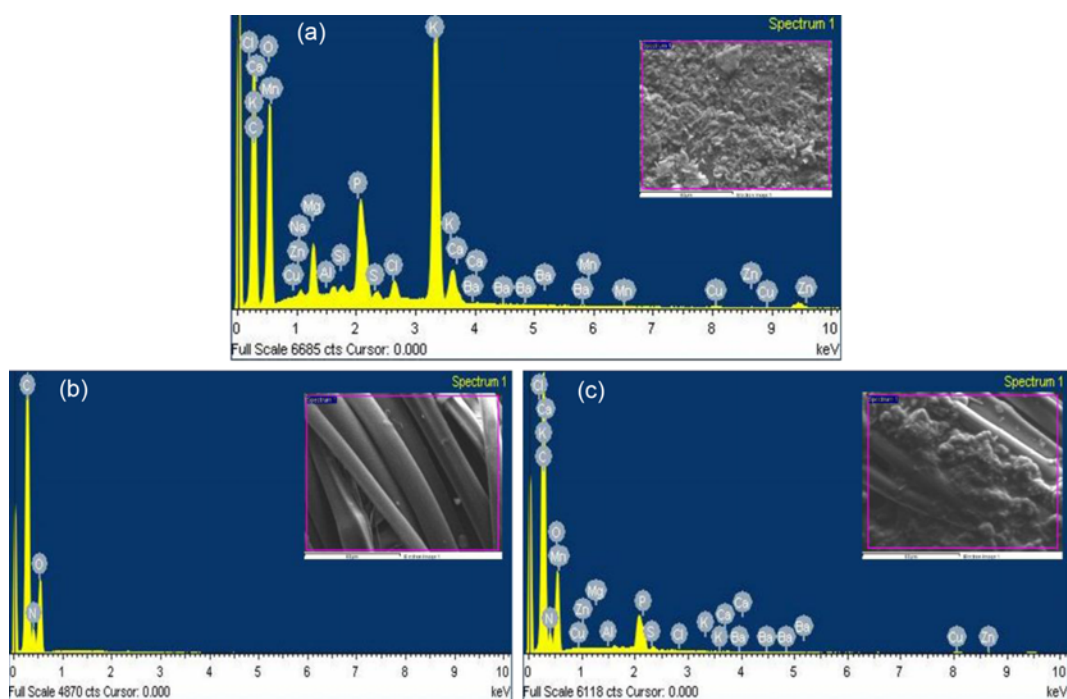 (a)
Spectrum 1
Cl O
Ca
K Mn
C
Cu Zn Na Mg Al Si P S Cl K K Ca
Ba Ca Ba Ba Ba Ba Mn Mn Cu Zn Cu Zn
0 1 2 3 4 5 6 7 8 9 10
Full Scale 6685 cts Cursor: 0.000 keV
(b)
Spectrum 1
C
N O
0 1 2 3 4 5 6 7 8 9 10
Full Scale 4870 cts Cursor: 0.000 keV
(c)
Spectrum 1
Cl
Ca
K
C
N O Mn
Cu Zn Mg Al P S Cl K K Ca Ca Ba Ba Ba Ba Cu Zn
0 1 2 3 4 5 6 7 8 9 10
Full Scale 6118 cts Cursor: 0.000 keV